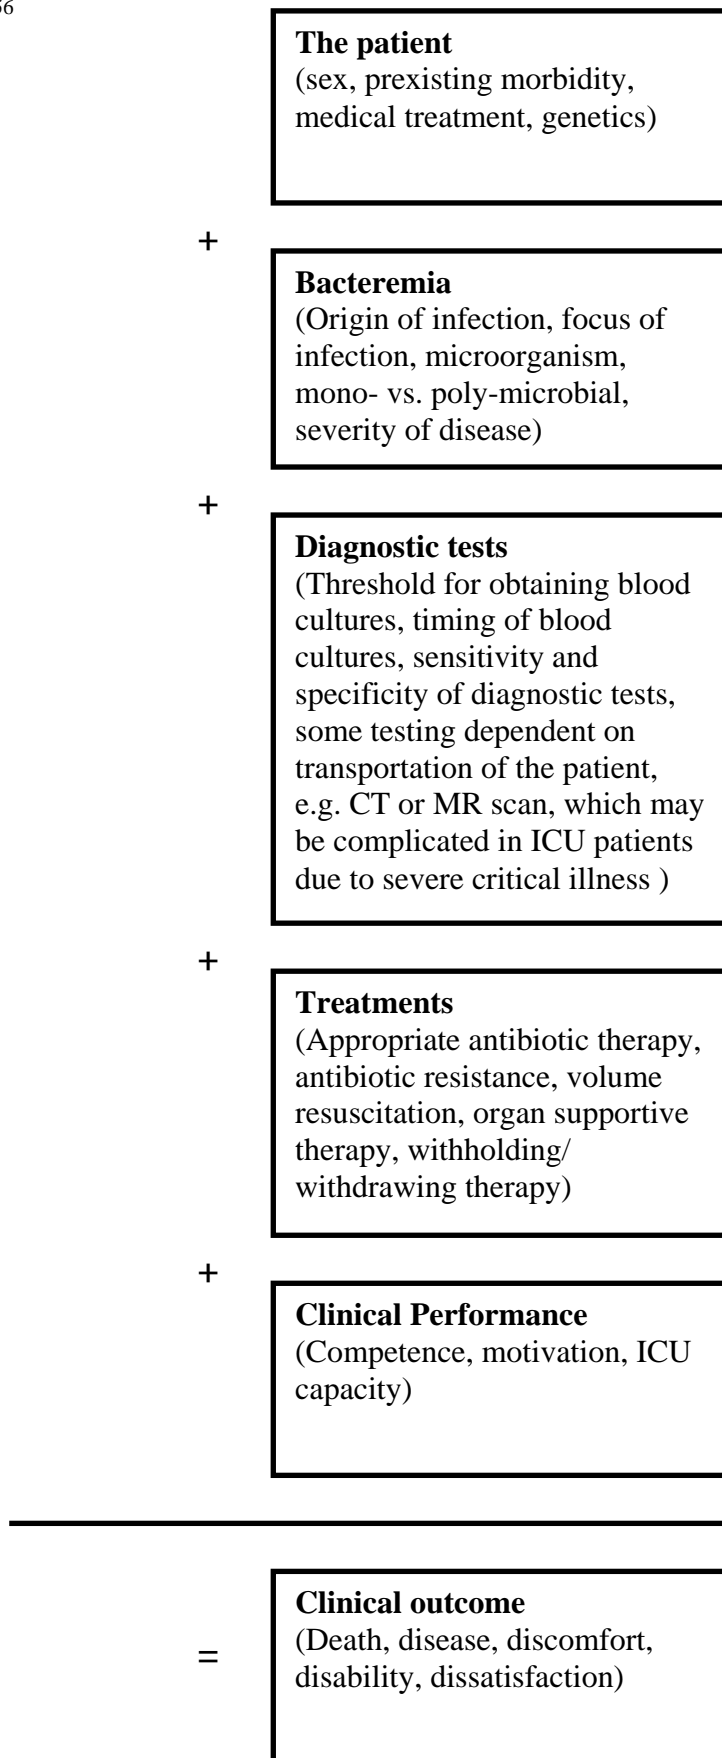 The patient
(sex, prexisting morbidity,
medical treatment, genetics)
+
Bacteremia
(Origin of infection, focus of
infection, microorganism,
mono- vs. poly-microbial,
severity of disease)
+
Diagnostic tests
(Threshold for obtaining blood
cultures, timing of blood
cultures, sensitivity and
specificity of diagnostic tests,
some testing dependent on
transportation of the patient,
e.g. CT or MR scan, which may
be complicated in ICU patients
due to severe critical illness )
+
Treatments
(Appropriate antibiotic therapy,
antibiotic resistance, volume
resuscitation, organ supportive
therapy, withholding/
withdrawing therapy)
+
Clinical Performance
(Competence, motivation, ICU
capacity)
=
Clinical outcome
(Death, disease, discomfort,
disability, dissatisfaction)